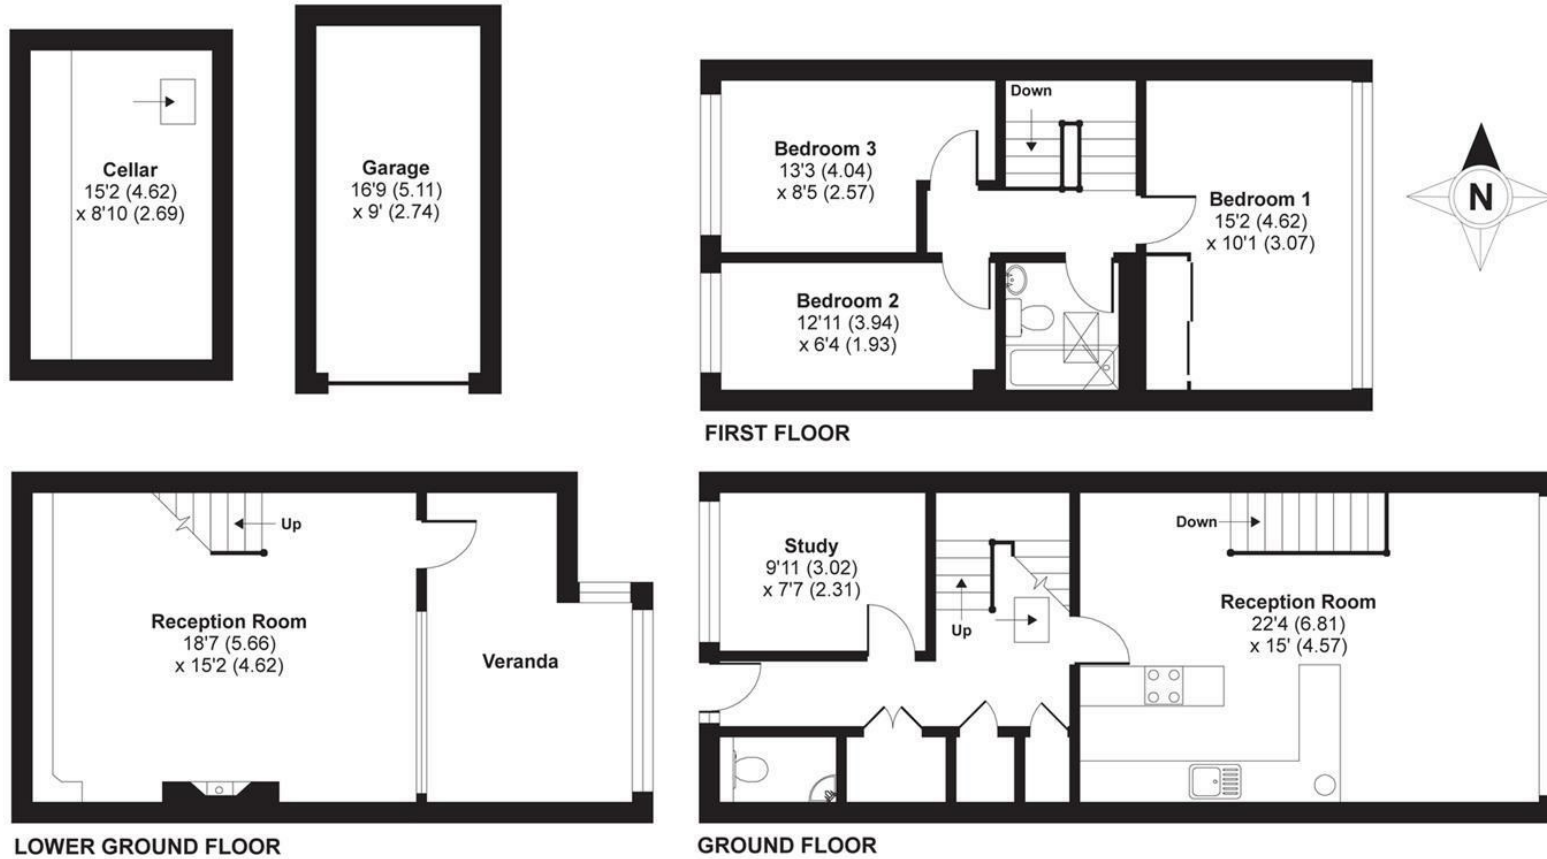 Cellar
15'2 (4.62)
x 8'10 (2.69)
Garage
16'9 (5.11)
x 9' (2.74)
Down
Bedroom 3
13'3 (4.04)
x 8'5 (2.57)
Bedroom 1
15'2 (4.62)
x 10'1 (3.07)
Bedroom 2
12'11 (3.94)
x 6'4 (1.93)
N
FIRST FLOOR
Up
Reception Room
18'7 (5.66)
x 15'2 (4.62)
Veranda
LOWER GROUND FLOOR
Study
9'11 (3.02)
x 7'7 (2.31)
Up
Down
Reception Room
22'4 (6.81)
x 15' (4.57)
GROUND FLOOR